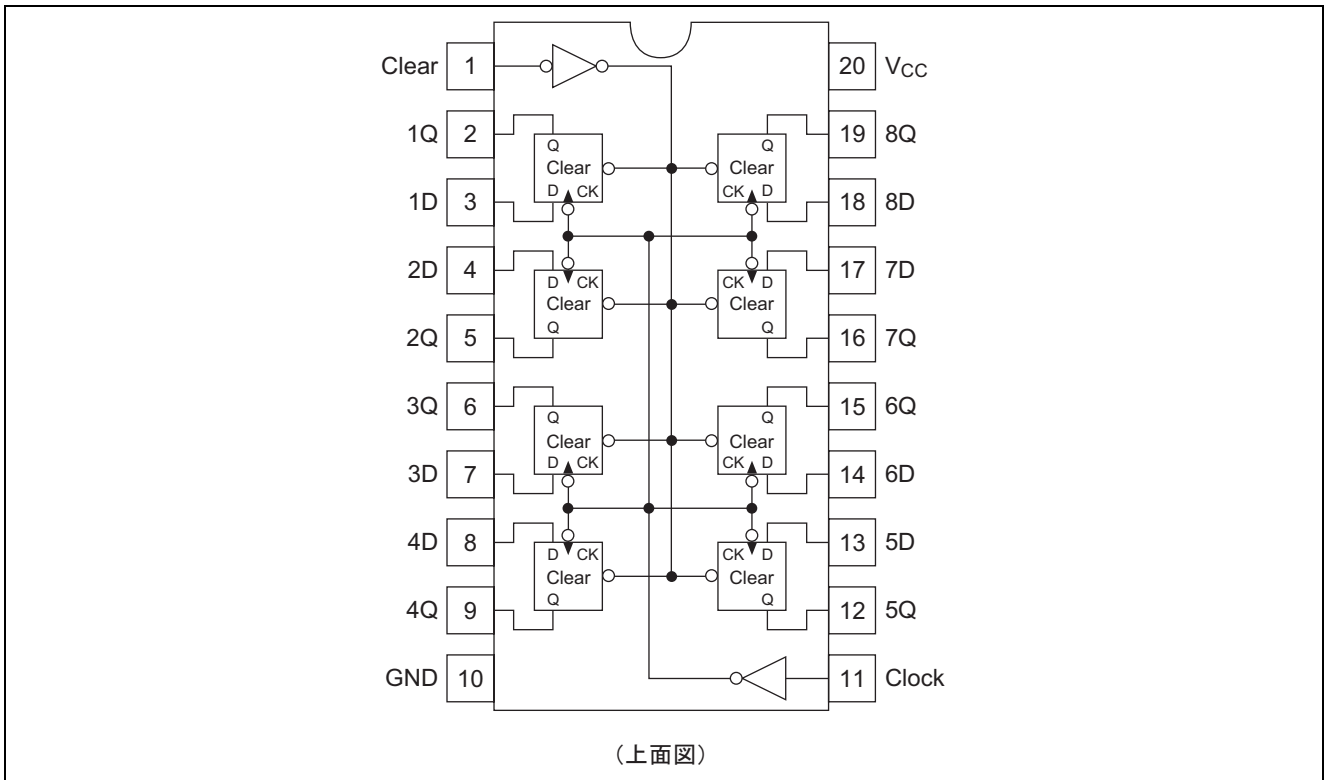 Clear 1 20 VCC
1Q 2 Q Q 19 8Q
Clear Clear
1D 3 D CK CK D 18 8D
2D 4 D CK CK D 17 7D
Clear Clear
2Q 5 Q Q 16 7Q
3Q 6 Q Q 15 6Q
Clear Clear
3D 7 D CK CK D 14 6D
4D 8 D CK CK D 13 5D
Clear Clear
4Q 9 Q Q 12 5Q
GND 10 11 Clock
(上面図)